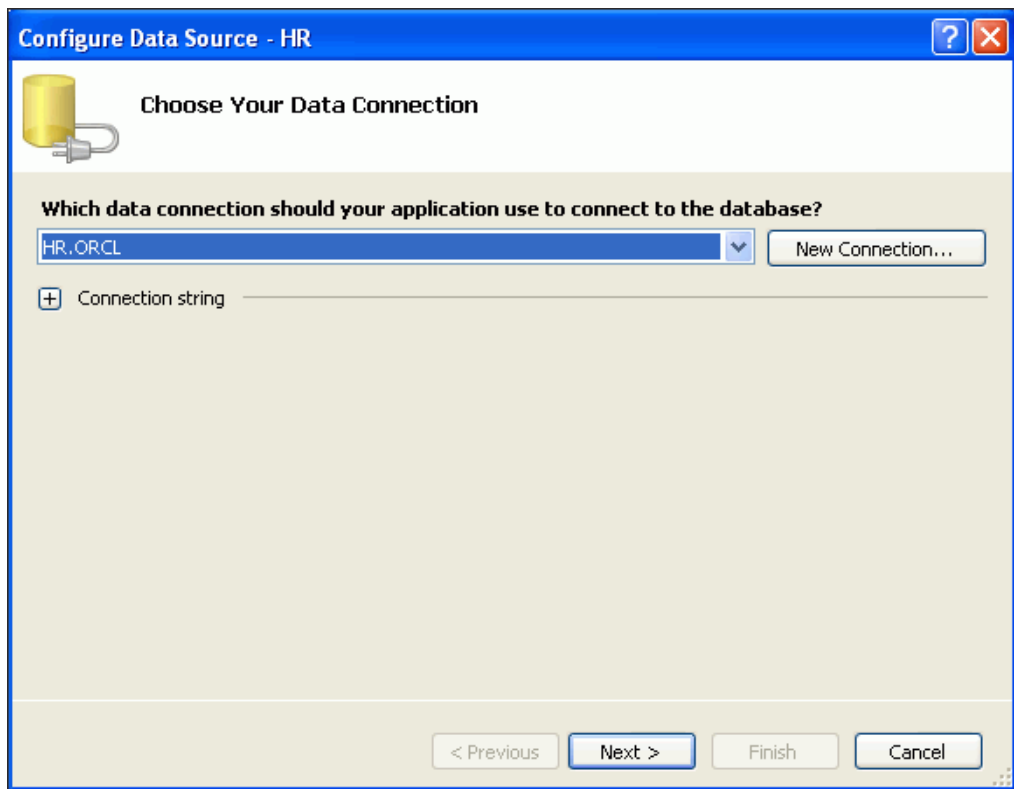 Configure Data Source - HR
Choose Your Data Connection
Which data connection should your application use to connect to the database?
HR.ORCL
New Connection...
Connection string
< Previous
Next >
Finish
Cancel